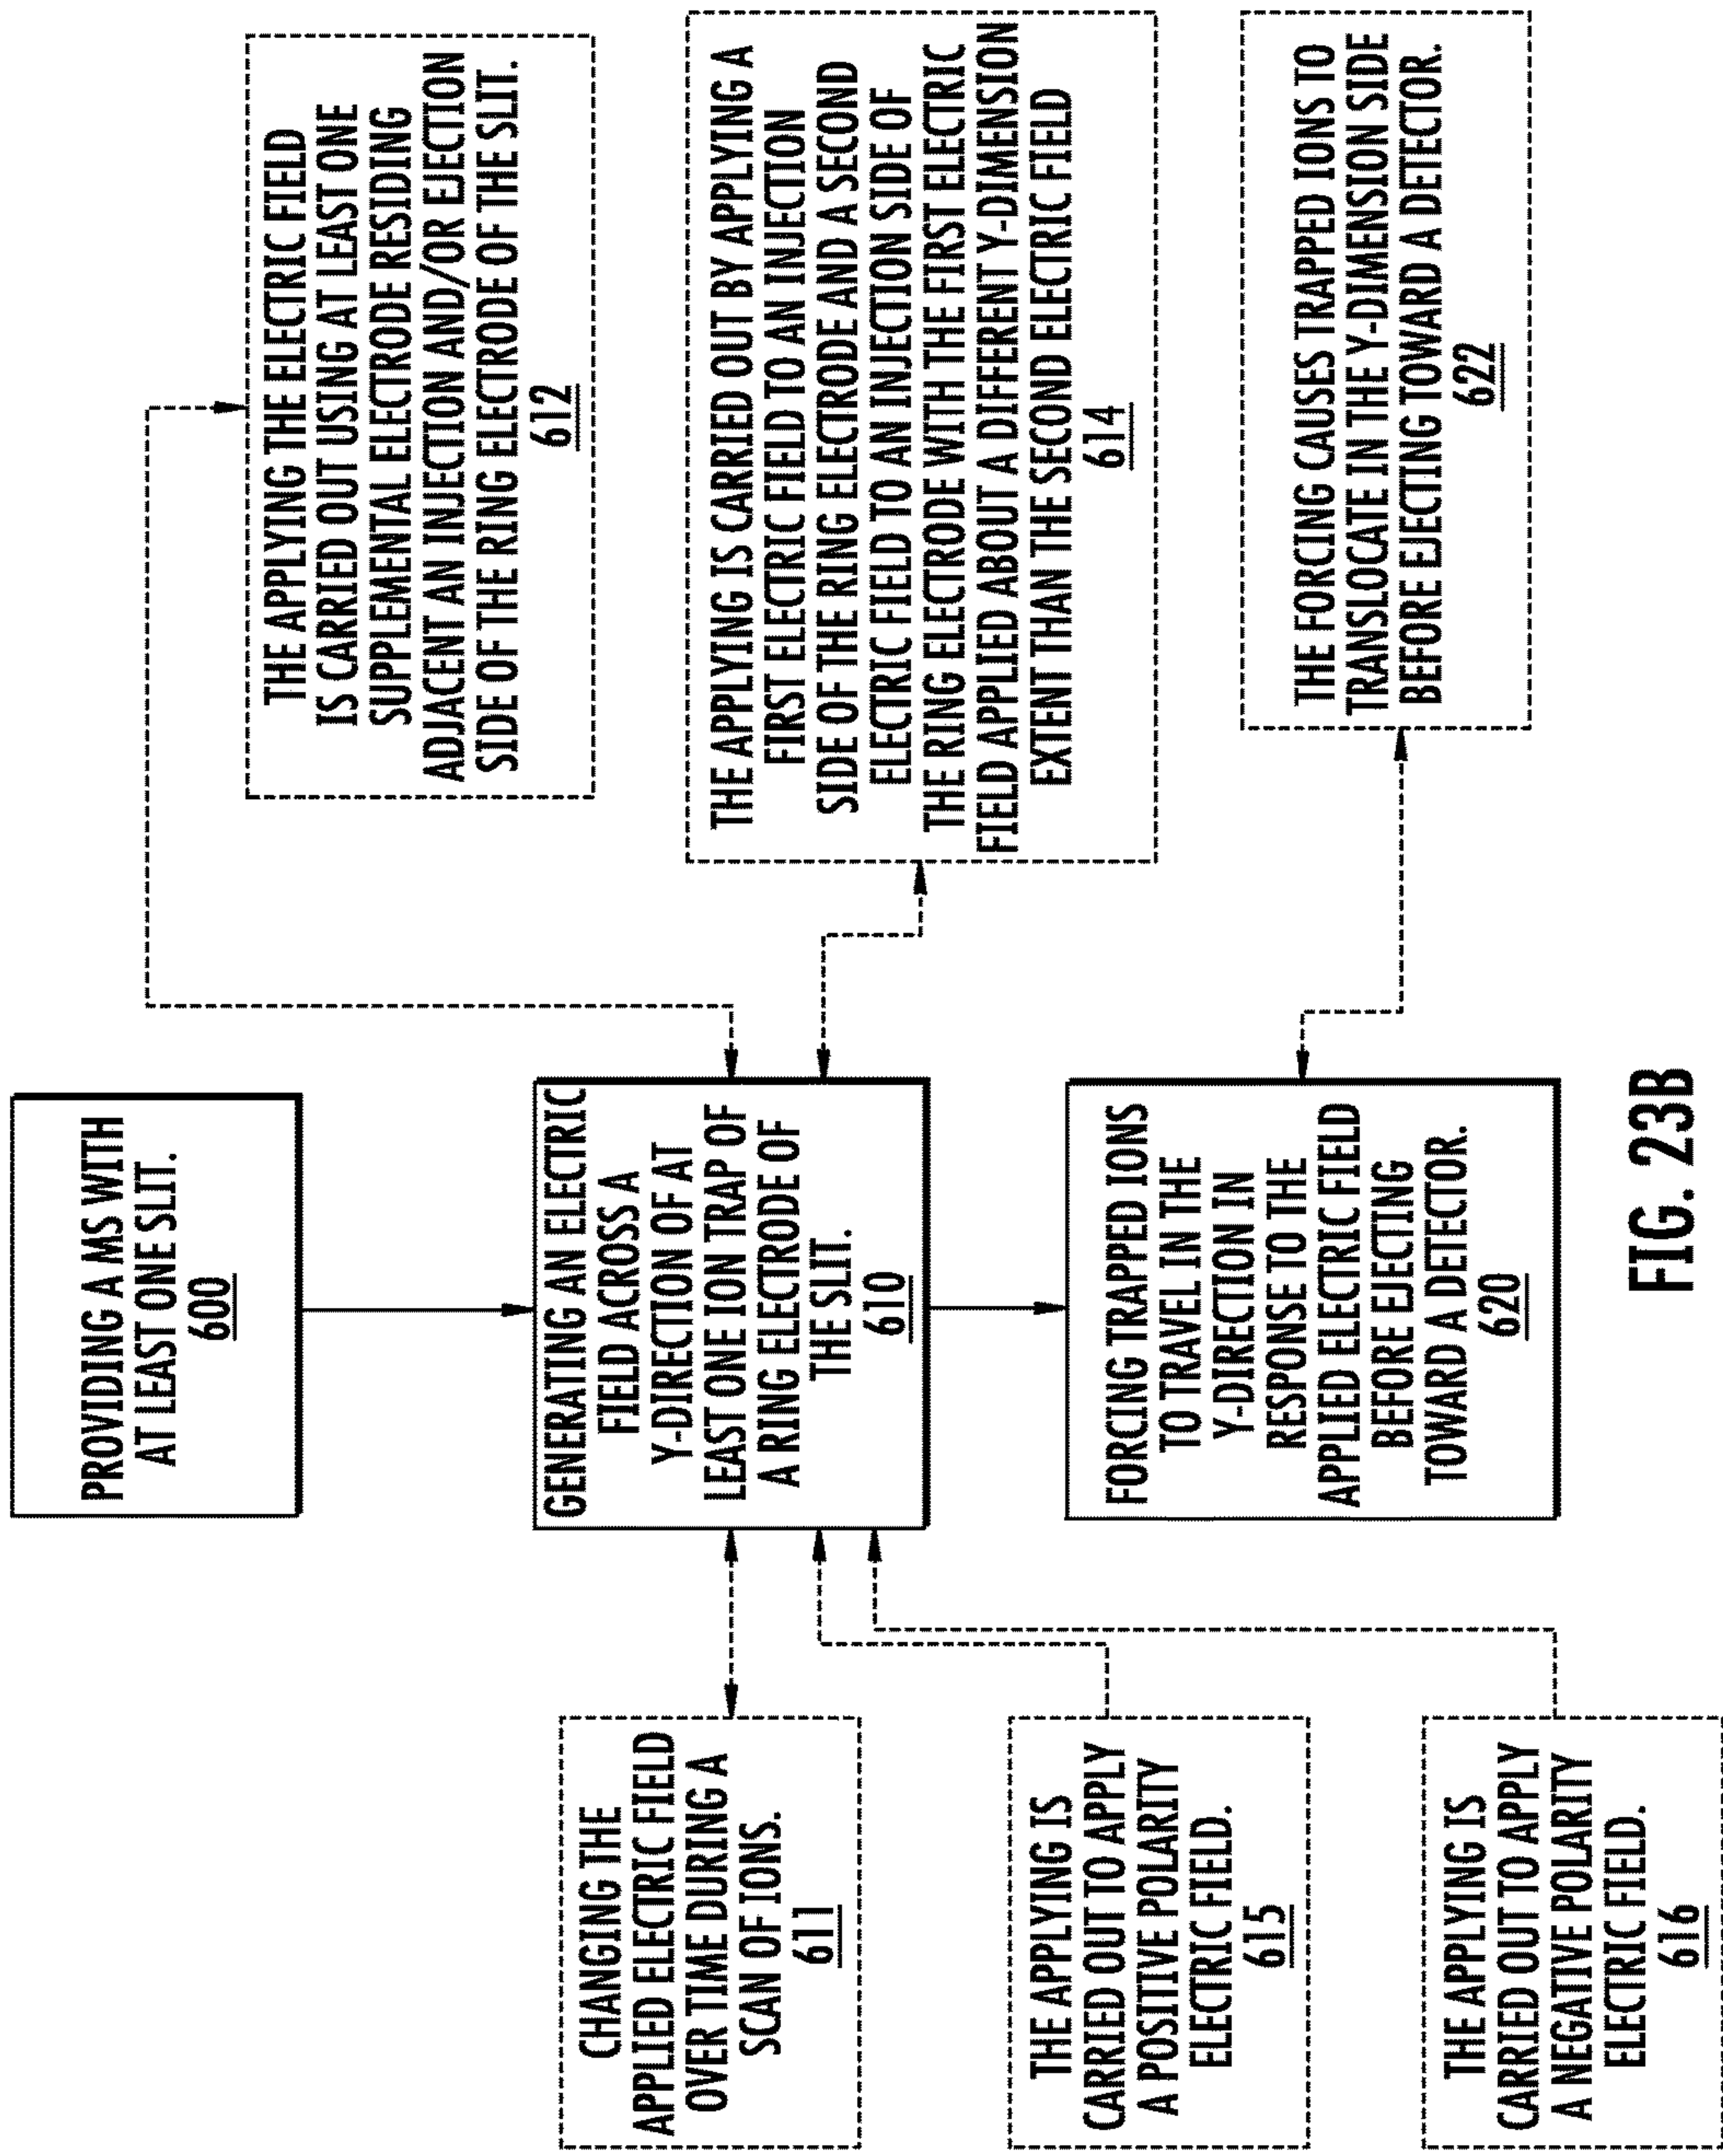 PROVIDING A MS WITH
AT LEAST ONE SLIT.
600
GENERATING AN ELECTRIC
FIELD ACROSS A
Y-DIRECTION OF AT
LEAST ONE ION TRAP OF
A RING ELECTRODE OF
THE SLIT.
610
FORCING TRAPPED IONS
TO TRAVEL IN THE
Y-DIRECTION IN
RESPONSE TO THE
APPLIED ELECTRIC FIELD
BEFORE EJECTING
TOWARD A DETECTOR.
620
CHANGING THE
APPLIED ELECTRIC FIELD
OVER TIME DURING A
SCAN OF IONS.
611
THE APPLYING IS
CARRIED OUT TO APPLY
A POSITIVE POLARITY
ELECTRIC FIELD.
615
THE APPLYING IS
CARRIED OUT TO APPLY
A NEGATIVE POLARITY
ELECTRIC FIELD.
616
THE APPLYING THE ELECTRIC FIELD
IS CARRIED OUT USING AT LEAST ONE
SUPPLEMENTAL ELECTRODE RESIDING
ADJACENT AN INJECTION AND/OR EJECTION
SIDE OF THE RING ELECTRODE OF THE SLIT.
612
THE APPLYING IS CARRIED OUT BY APPLYING A
FIRST ELECTRIC FIELD TO AN INJECTION
SIDE OF THE RING ELECTRODE AND A SECOND
ELECTRIC FIELD TO AN INJECTION SIDE OF
THE RING ELECTRODE WITH THE FIRST ELECTRIC
FIELD APPLIED ABOUT A DIFFERENT Y-DIMENSION
EXTENT THAN THE SECOND ELECTRIC FIELD
614
THE FORCING CAUSES TRAPPED IONS TO
TRANSLOCATE IN THE Y-DIMENSION SIDE
BEFORE EJECTING TOWARD A DETECTOR.
622
FIG. 23B